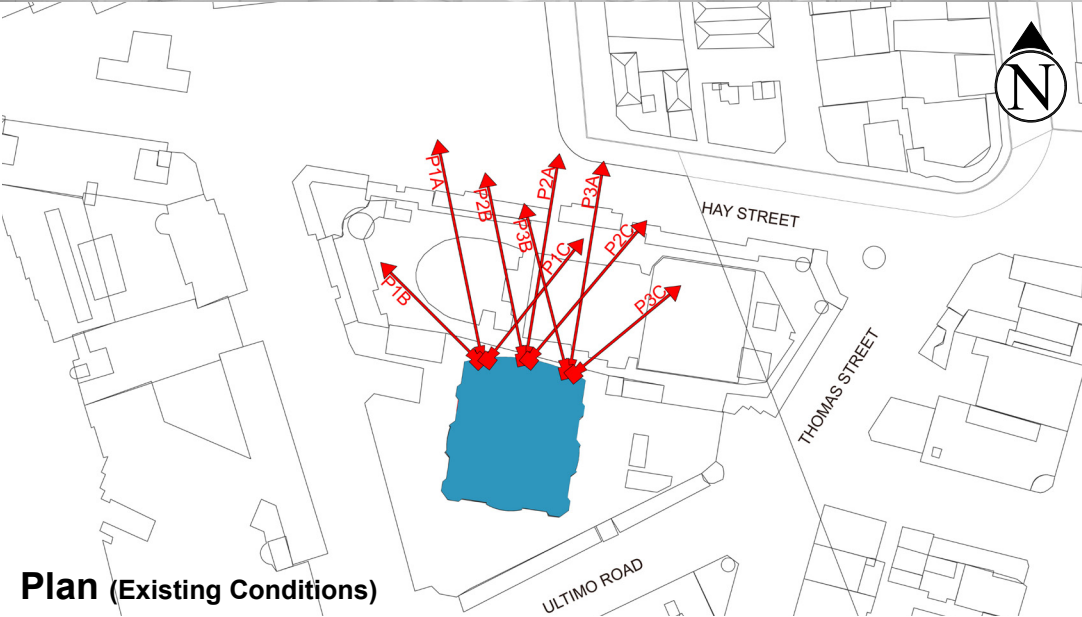 N
P1A
P2B
P2A
P3A
P3B
P1C
P2C
P1B
P3C
HAY STREET
THOMAS STREET
ULTIMO ROAD
Plan (Existing Conditions)